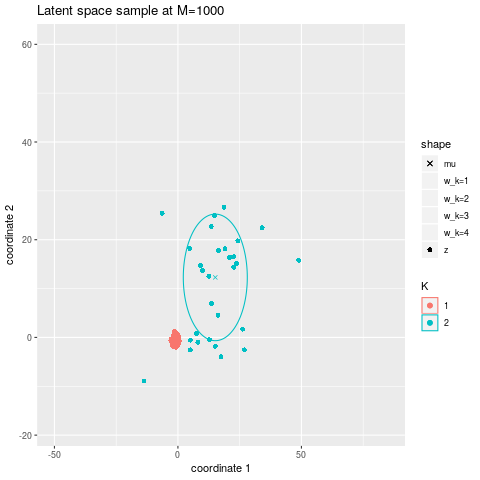 Latent space sample at M=1000
60
40
20
0
-20
-50
0
50
coordinate 1
coordinate 2
shape
mu
w_k=1
w_k=2
w_k=3
w_k=4
z
K
1
2